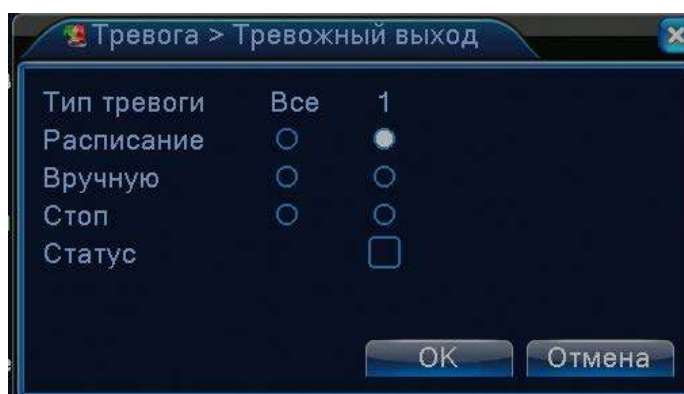 Тревога > Тревожный выход
Тип тревоги Все 1
Расписание
Вручную
Стоп
Статус
OK Отмена